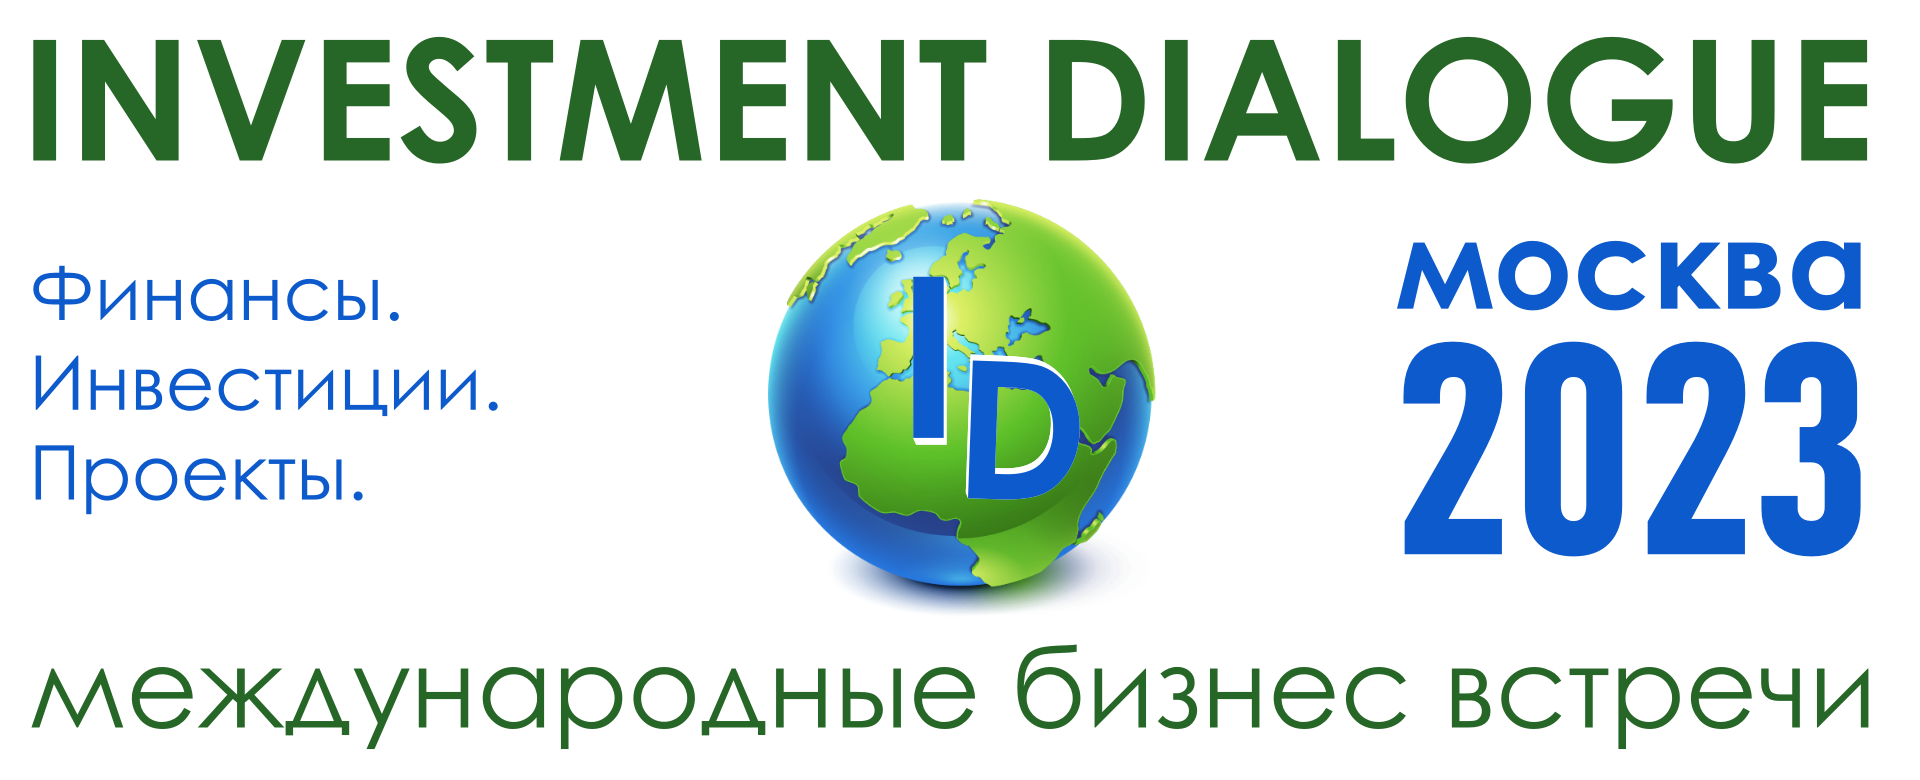 INVESTMENT DIALOGUE
Финансы.
Инвестиции.
Проекты.
ID
москва
2023
международные бизнес встречи